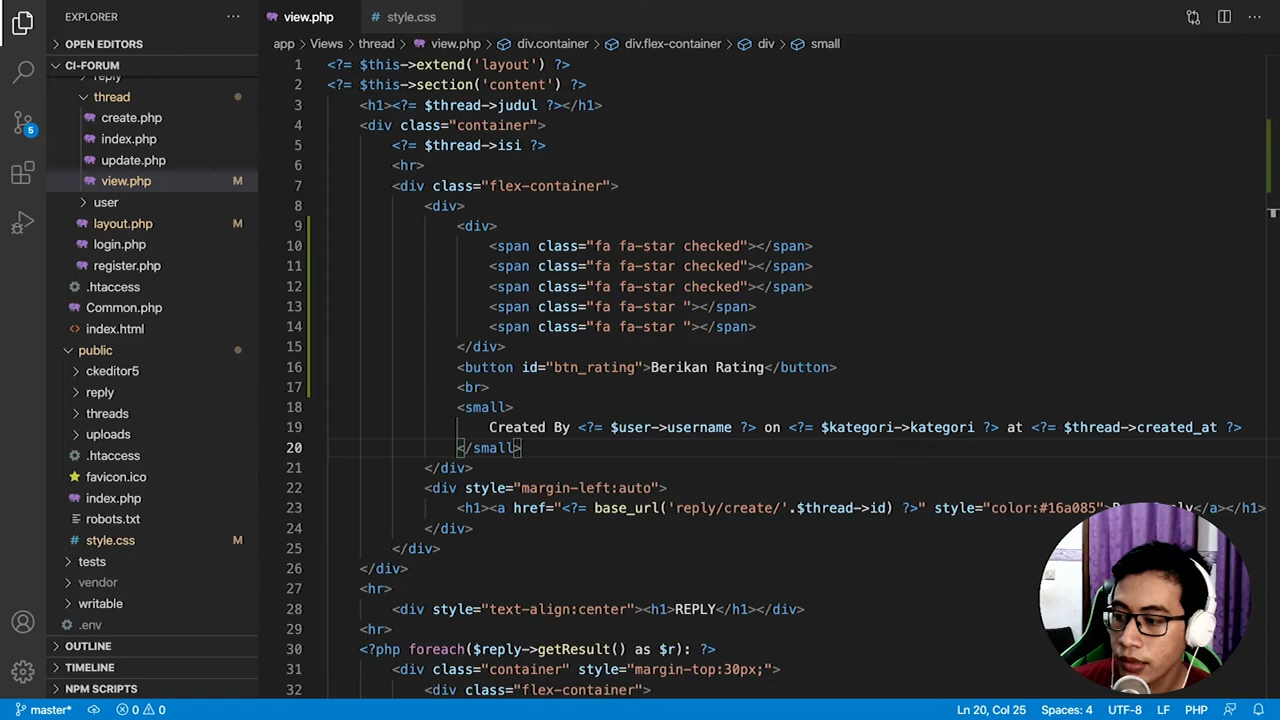 EXPLORER
OPEN EDITORS
CI-FORUM
reply
thread
create.php
index.php
update.php
view.php M
user
layout.php M
login.php
register.php
.htaccess
Common.php
index.html
public
ckeditor5
reply
threads
uploads
.htaccess
favicon.ico
index.php
robots.txt
style.css M
tests
vendor
writable
.env
OUTLINE
TIMELINE
NPM SCRIPTS
5
view.php # style.css
app > Views > thread > view.php > div.container > div.flex-container > div > small
1 <?= $this->extend('layout') ?>
2 <?= $this->section('content') ?>
3 <h1><?= $thread->judul ?></h1>
4 <div class="container">
5 <?= $thread->isi ?>
6 <hr>
7 <div class="flex-container">
8 <div>
9 <div>
10 <span class="fa fa-star checked"></span>
11 <span class="fa fa-star checked"></span>
12 <span class="fa fa-star checked"></span>
13 <span class="fa fa-star "></span>
14 <span class="fa fa-star "></span>
15 </div>
16 <button id="btn_rating">Berikan Rating</button>
17 <br>
18 <small>
19 Created By <?= $user->username ?> on <?= $kategori->kategori ?> at <?= $thread->created_at ?>
20 </small>
21 </div>
22 <div style="margin-left:auto">
23 <h1><a href="<?= base_url('reply/create/'.$thread->id) ?>" style="color:#16a085"></a></h1>
24 </div>
25 </div>
26 </div>
27 <hr>
28 <div style="text-align:center"><h1>REPLY</h1></div>
29 <hr>
30 <?php foreach($reply->getResult() as $r): ?>
31 <div class="container" style="margin-top:30px;">
32 <div class="flex-container">
master* 0 0 Ln 20, Col 25 Spaces: 4 UTF-8 LF PHP